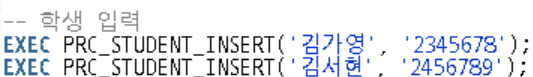 -- 학생 입력
EXEC PRC_STUDENT_INSERT('김가영', '2345678');
EXEC PRC_STUDENT_INSERT('김서현', '2456789');